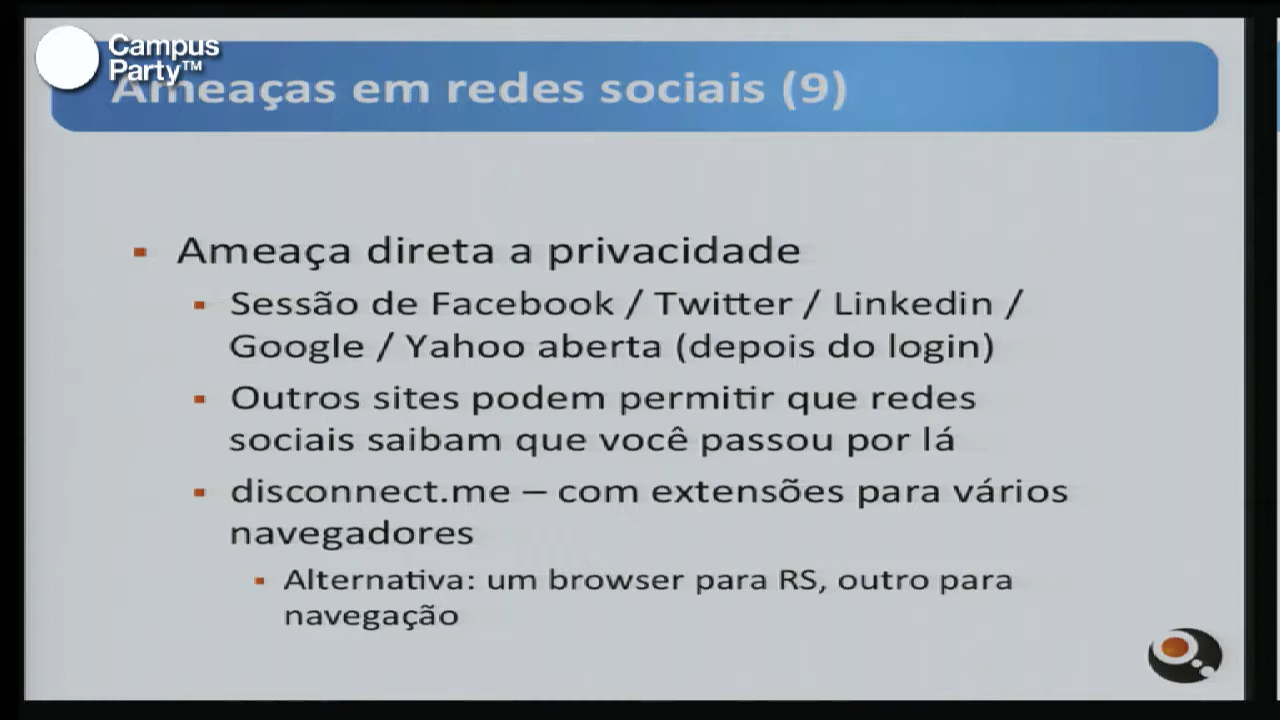 Campus
Party™
Ameaças em redes sociais (9)
Ameaça direta a privacidade
Sessão de Facebook / Twitter / Linkedin /
Google / Yahoo aberta (depois do login)
Outros sites podem permitir que redes
sociais saibam que você passou por lá
disconnect.me – com extensões para vários
navegadores
Alternativa: um browser para RS, outro para
navegação